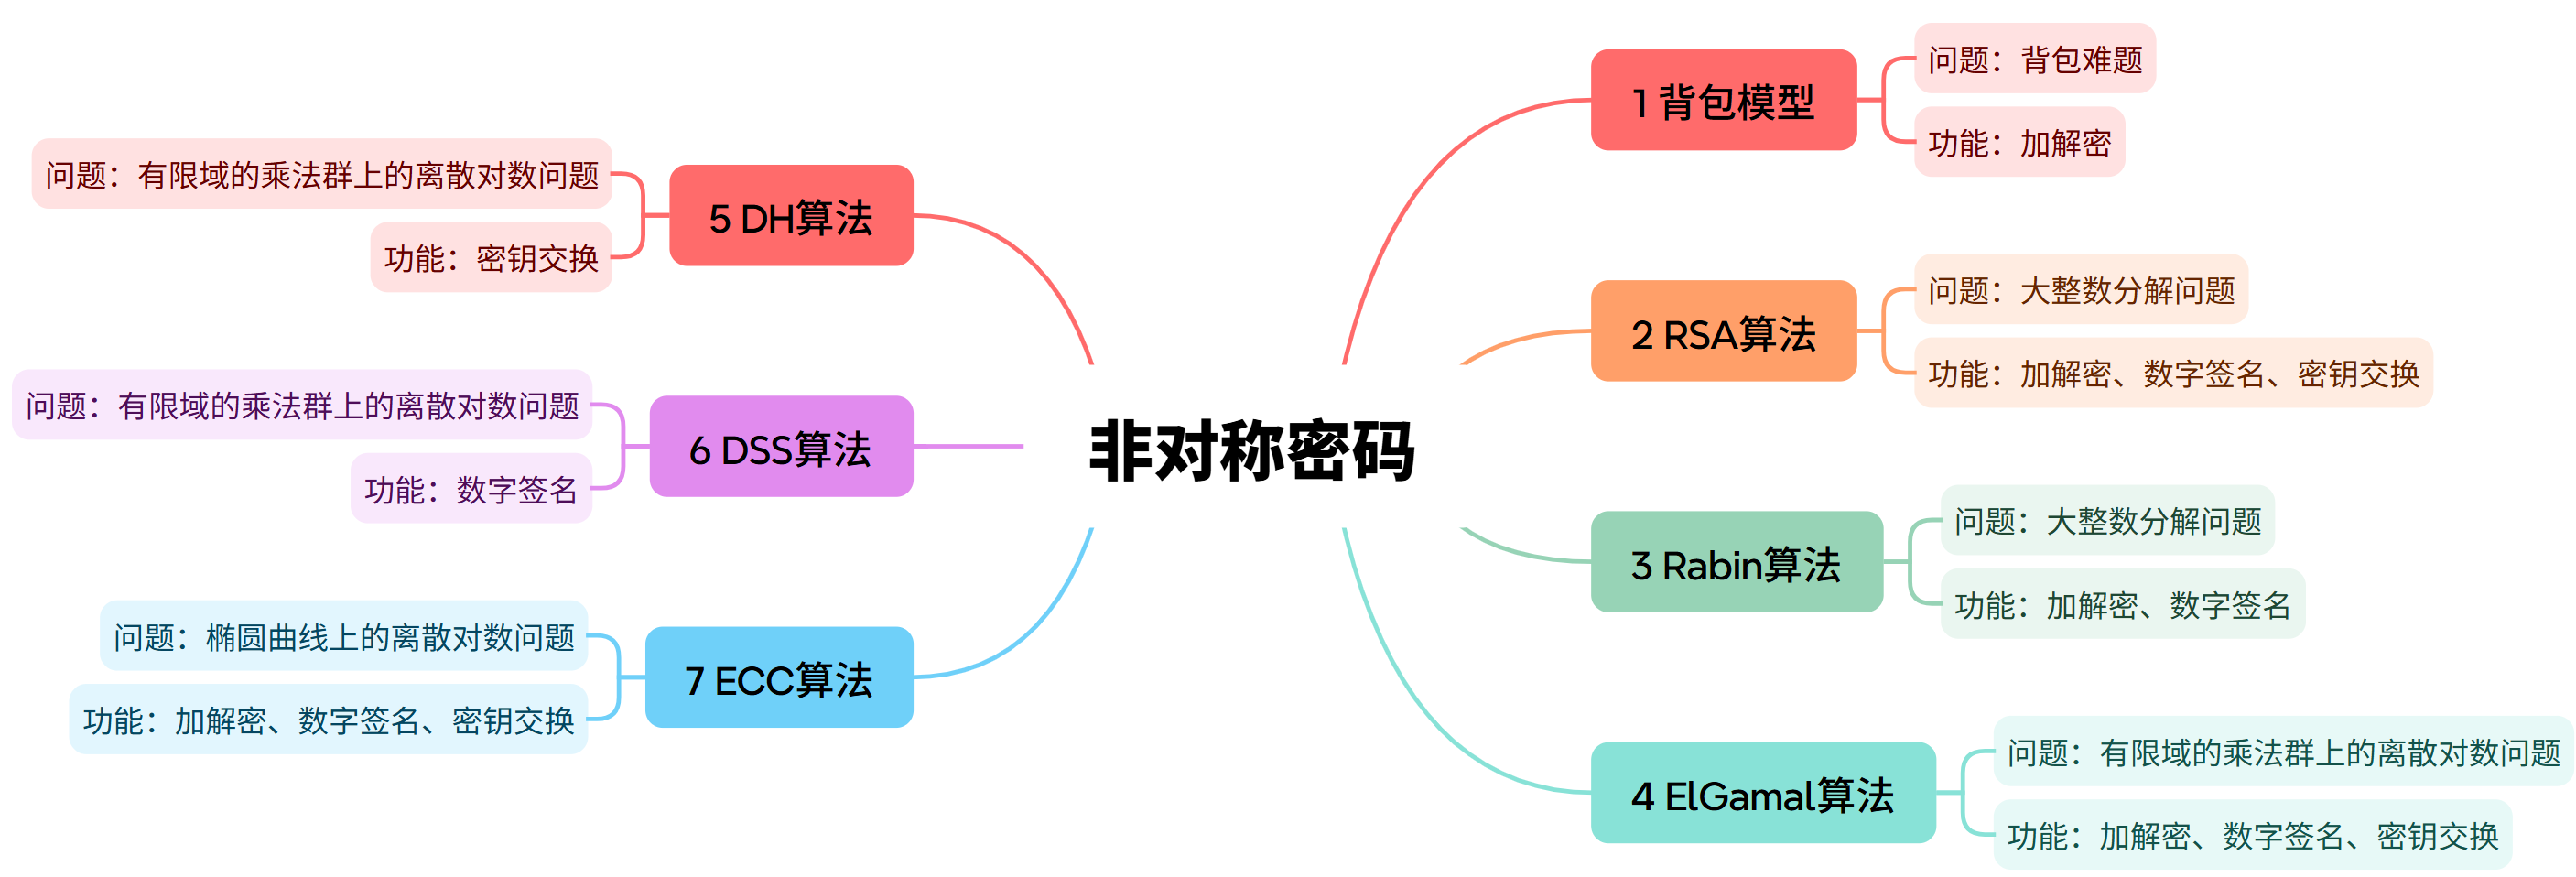 非对称密码
1 背包模型
问题：背包难题
功能：加解密
2 RSA算法
问题：大整数分解问题
功能：加解密、数字签名、密钥交换
3 Rabin算法
问题：大整数分解问题
功能：加解密、数字签名
4 ElGamal算法
问题：有限域的乘法群上的离散对数问题
功能：加解密、数字签名、密钥交换
5 DH算法
问题：有限域的乘法群上的离散对数问题
功能：密钥交换
6 DSS算法
问题：有限域的乘法群上的离散对数问题
功能：数字签名
7 ECC算法
问题：椭圆曲线上的离散对数问题
功能：加解密、数字签名、密钥交换